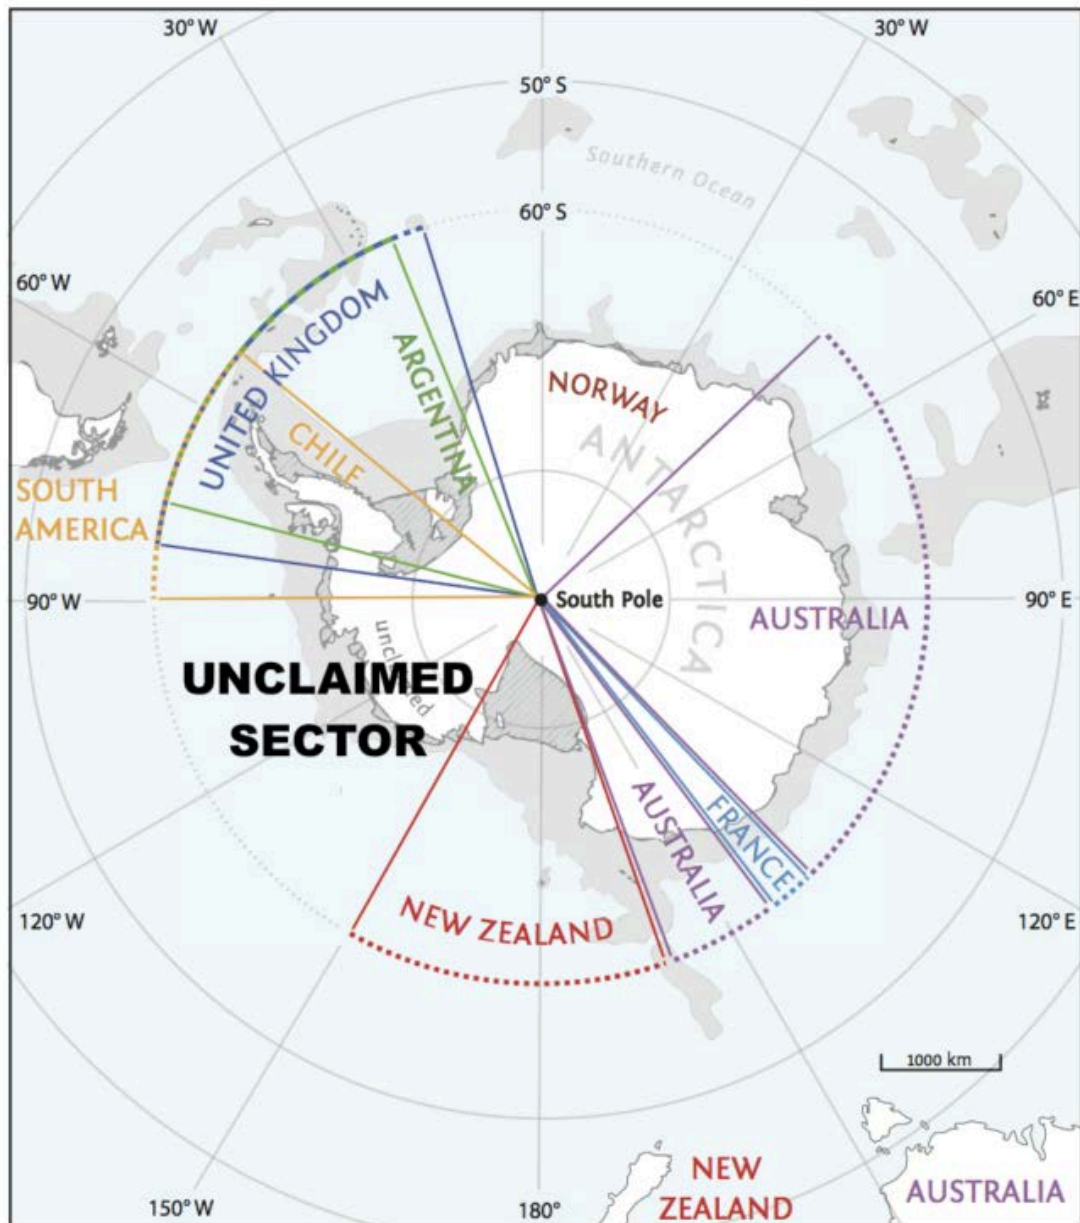 30° W
30° W
50° S
Southern Ocean
60° S
60° W
60° E
UNITED KINGDOM
ARGENTINA
NORWAY
ANTARCTICA
CHILE
SOUTH
AMERICA
90° W
South Pole
90° E
AUSTRALIA
unclaimed
UNCLAIMED
SECTOR
FRANCE
AUSTRALIA
NEW ZEALAND
120° W
120° E
1000 km
150° W
180°
NEW
ZEALAND
AUSTRALIA